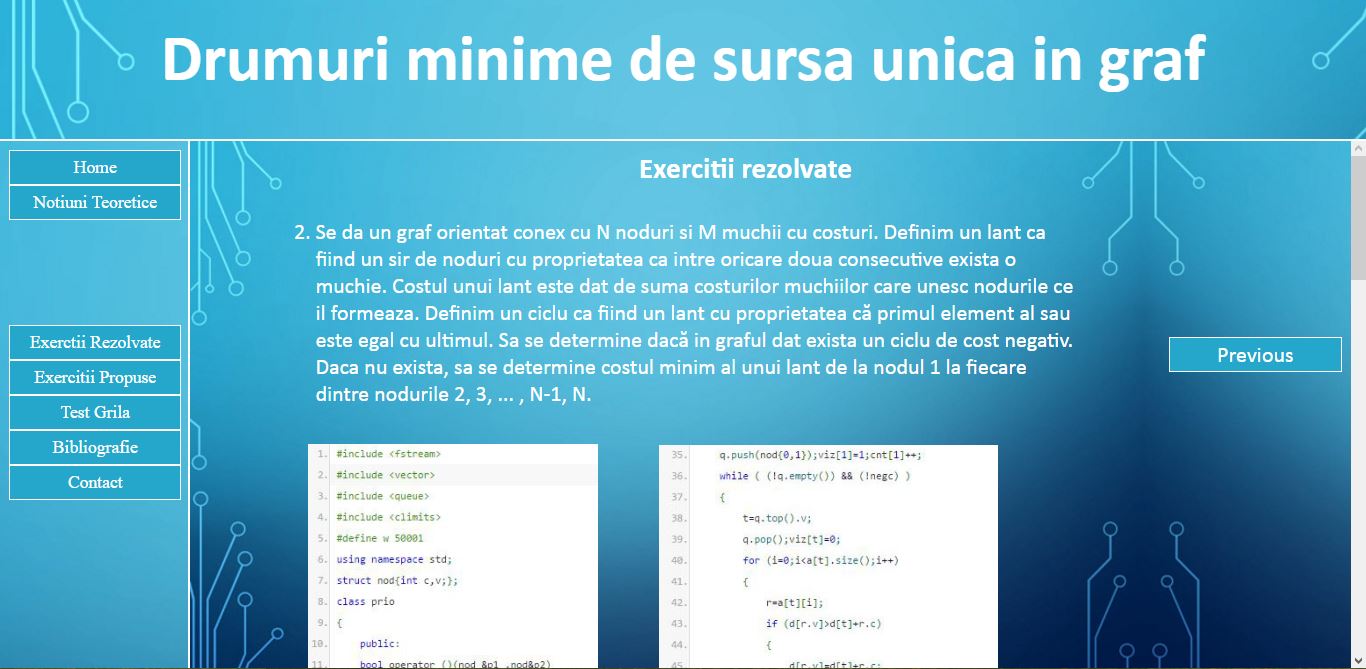 Drumuri minime de sursa unica in graf
Home
Notiuni Teoretice
Exerctii Rezolvate
Exercitii Propuse
Test Grila
Bibliografie
Contact
Exercitii rezolvate
2. Se da un graf orientat conex cu N noduri si M muchii cu costuri. Definim un lant ca
fiind un sir de noduri cu proprietatea ca intre oricare doua consecutive exista o
muchie. Costul unui lant este dat de suma costurilor muchiilor care unesc nodurile ce
il formeaza. Definim un ciclu ca fiind un lant cu proprietatea că primul element al sau
este egal cu ultimul. Sa se determine dacă in graful dat exista un ciclu de cost negativ.
Daca nu exista, sa se determine costul minim al unui lant de la nodul 1 la fiecare
dintre nodurile 2, 3, ... , N-1, N.
Previous
1. #include <fstream>
2. #include <vector>
3. #include <queue>
4. #include <climits>
5. #define w 50001
6. using namespace std;
7. struct nod{int c,v;};
8. class prio
9. {
10. public:
11. bool operator ()(nod &p1 ,nod&p2)
35. q.push(nod{0,1});viz[1]=1;cnt[1]++;
36. while ( (!q.empty()) && (!negc) )
37. {
38. t=q.top().v;
39. q.pop();viz[t]=0;
40. for (i=0;i<a[t].size();i++)
41. {
42. r=a[t][i];
43. if (d[r.v]>d[t]+r.c)
44. {
45. d[r.v]=d[t]+r.c;